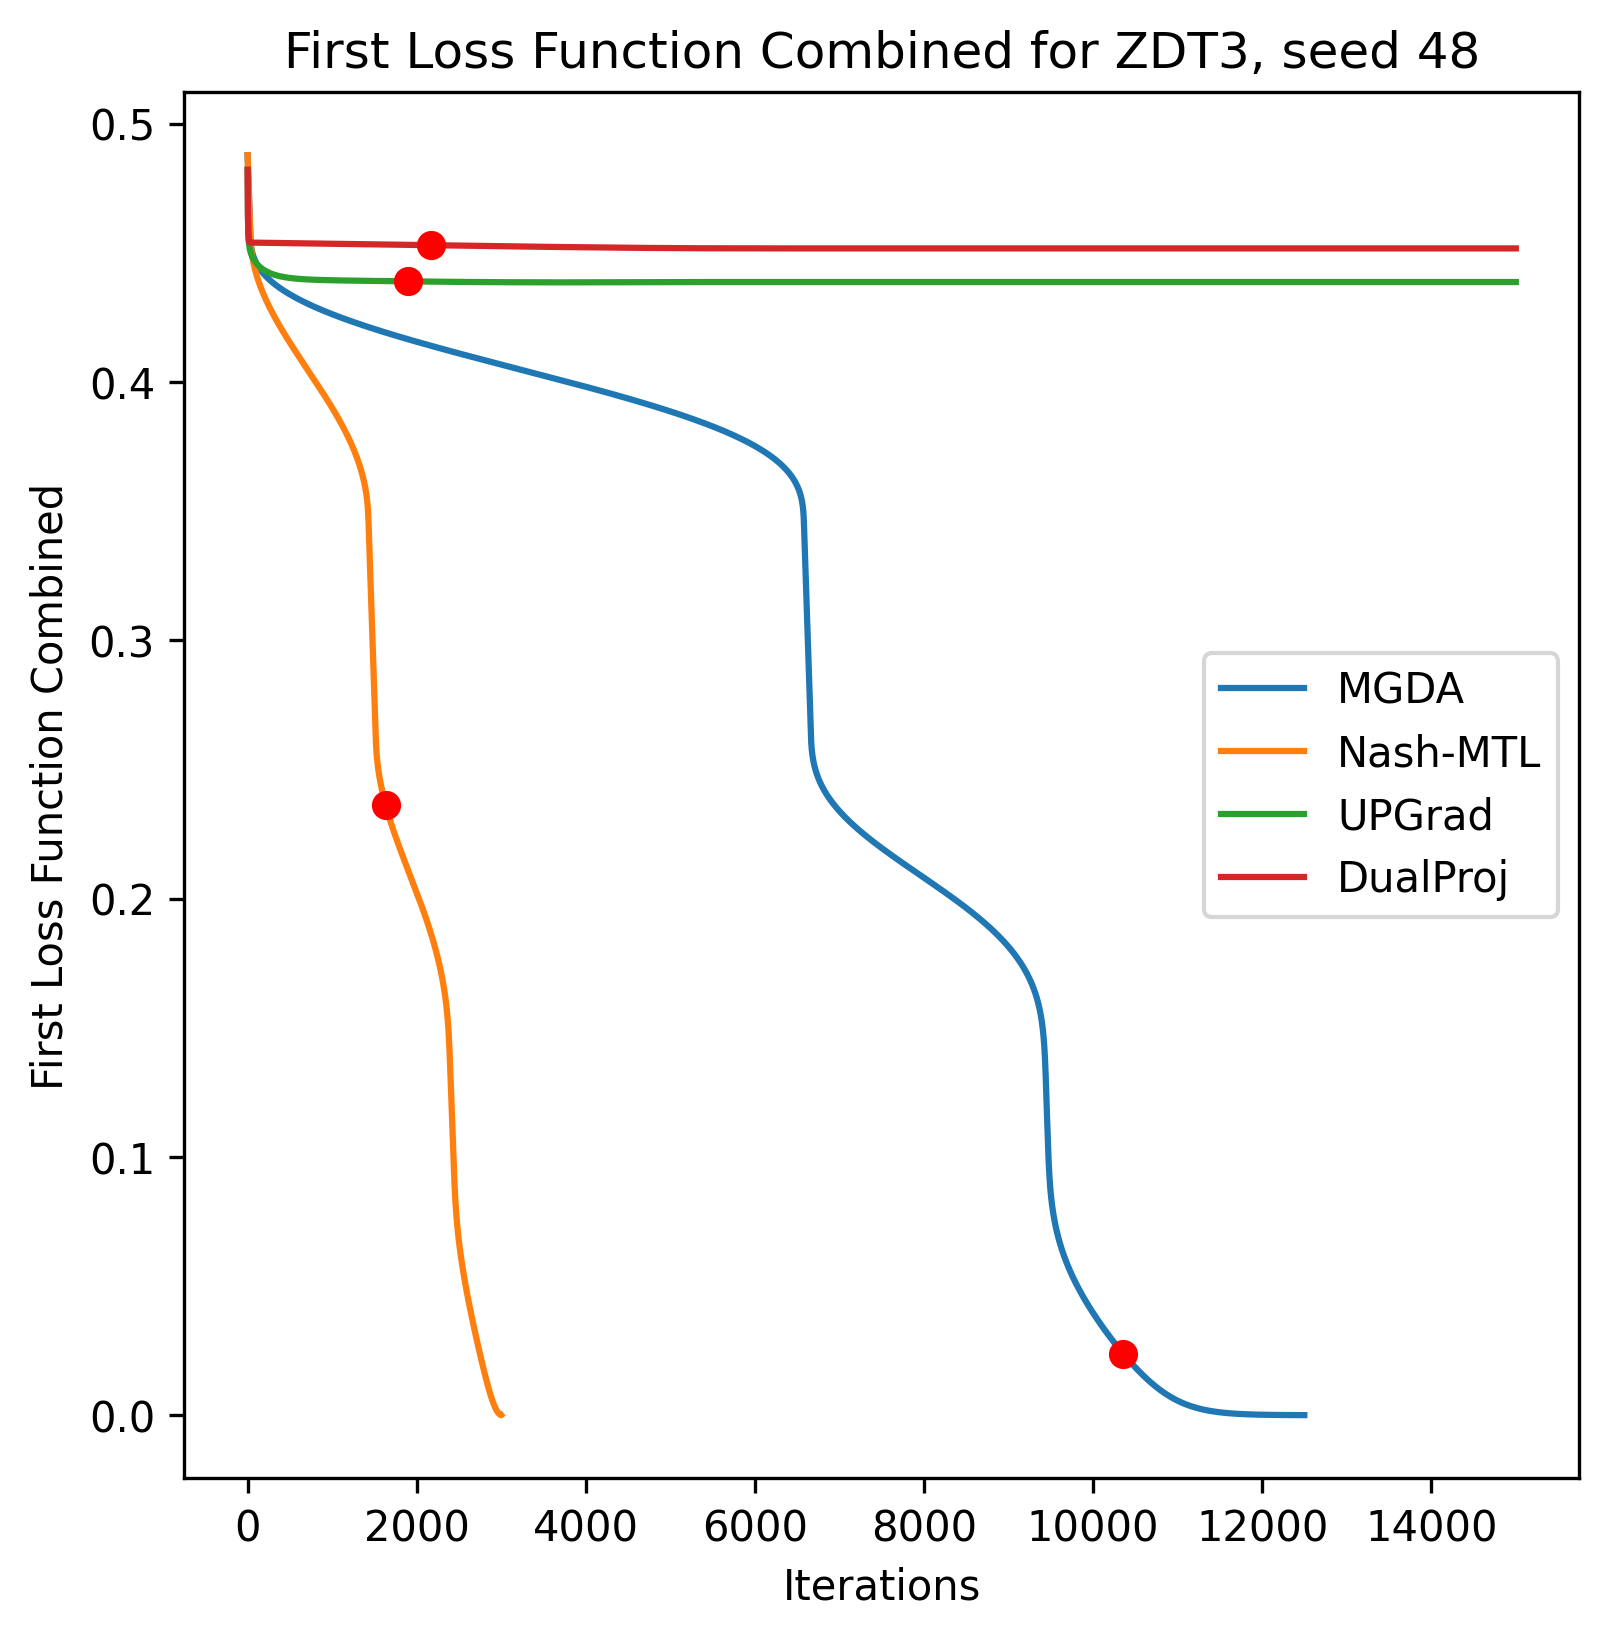 First Loss Function Combined for ZDT3, seed 48
0.5
0.4
0.3
0.2
0.1
0.0
First Loss Function Combined
MGDA
Nash-MTL
UPGrad
DualProj
0 2000 4000 6000 8000 10000 12000 14000
Iterations